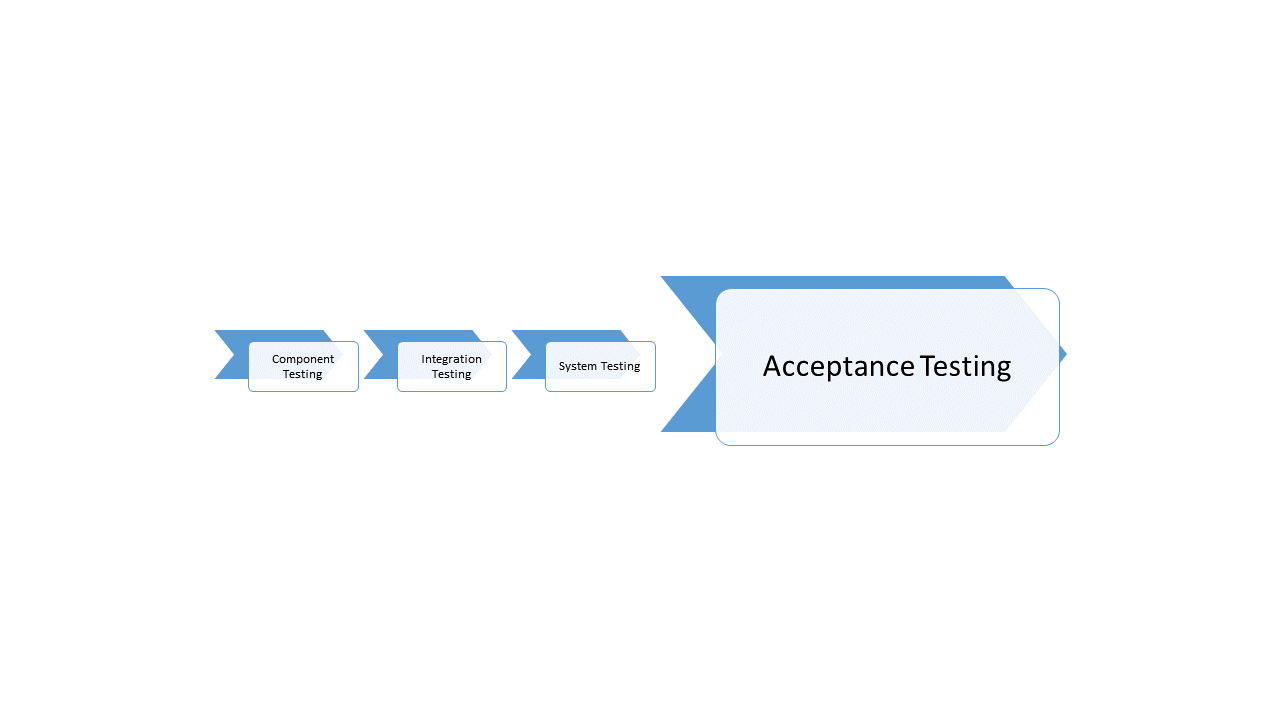 Component
Testing
Integration
Testing
System Testing
Acceptance Testing